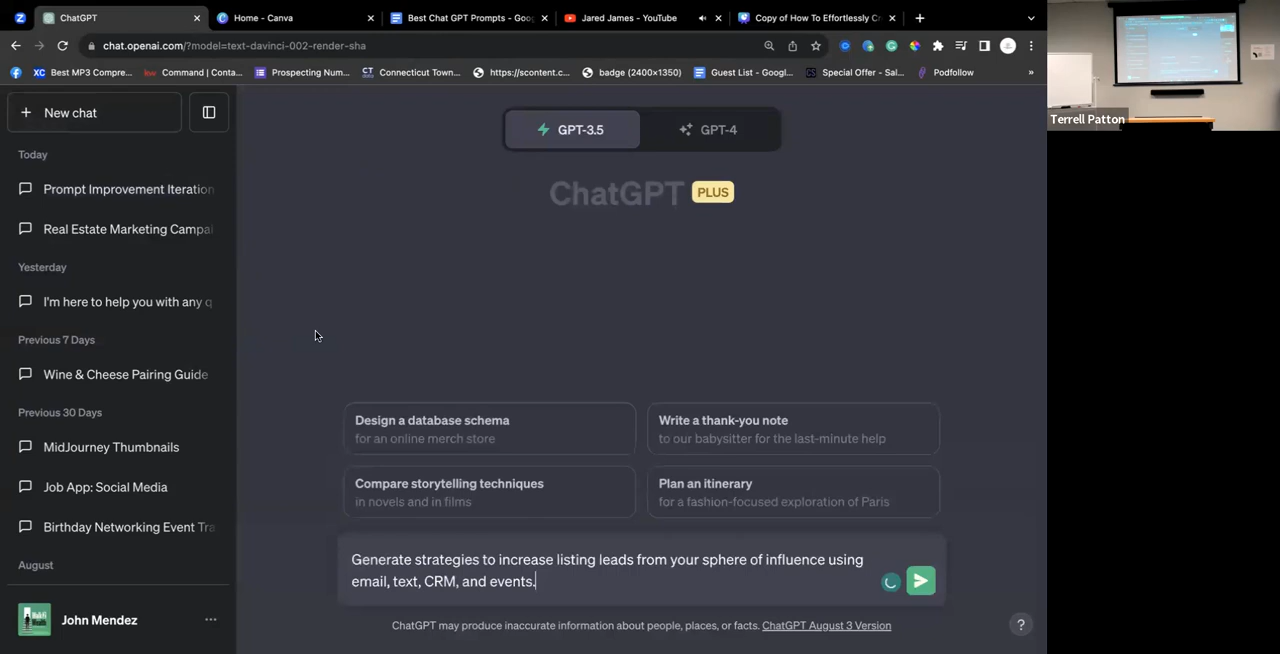 ChatGPT
Home - Canva
Best Chat GPT Prompts - Goo
Jared James - YouTube
Copy of How To Effortlessly Cr
chat.openai.com/?model=text-davinci-002-render-sha
XC Best MP3 Compre...
kw Command | Conta...
Prospecting Num...
CT Connecticut Town...
https://scontent.c...
badge (2400×1350)
Guest List - Googl...
CS Special Offer - Sal...
Podfollow
»
+ New chat
Today
Prompt Improvement Iteration
Real Estate Marketing Campai
Yesterday
I'm here to help you with any q
Previous 7 Days
Wine & Cheese Pairing Guide
Previous 30 Days
MidJourney Thumbnails
Job App: Social Media
Birthday Networking Event Tra
August
John Mendez
GPT-3.5
GPT-4
ChatGPT PLUS
Design a database schema
for an online merch store
Write a thank-you note
to our babysitter for the last-minute help
Compare storytelling techniques
in novels and in films
Plan an itinerary
for a fashion-focused exploration of Paris
Generate strategies to increase listing leads from your sphere of influence using
email, text, CRM, and events.
ChatGPT may produce inaccurate information about people, places, or facts. ChatGPT August 3 Version
?
Terrell Patton